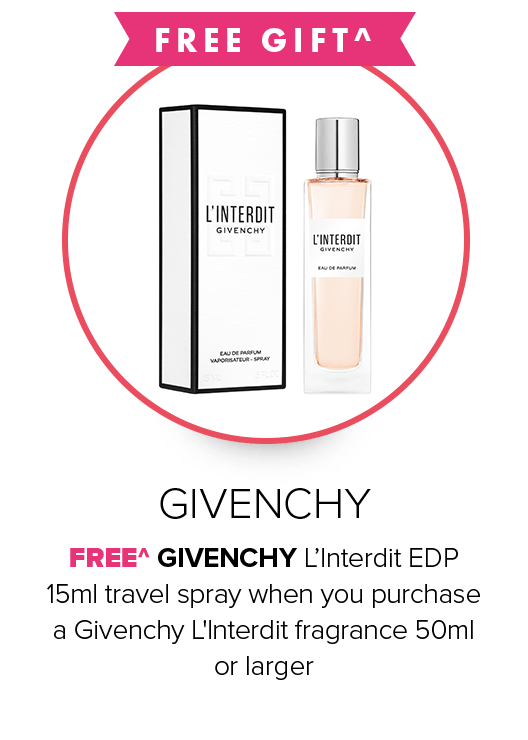 FREE GIFT^
L'INTERDIT
GIVENCHY
EAU DE PARFUM
VAPORISATEUR - SPRAY
L'INTERDIT
GIVENCHY
EAU DE PARFUM
GIVENCHY
FREE^ GIVENCHY L’Interdit EDP
15ml travel spray when you purchase
a Givenchy L'Interdit fragrance 50ml
or larger